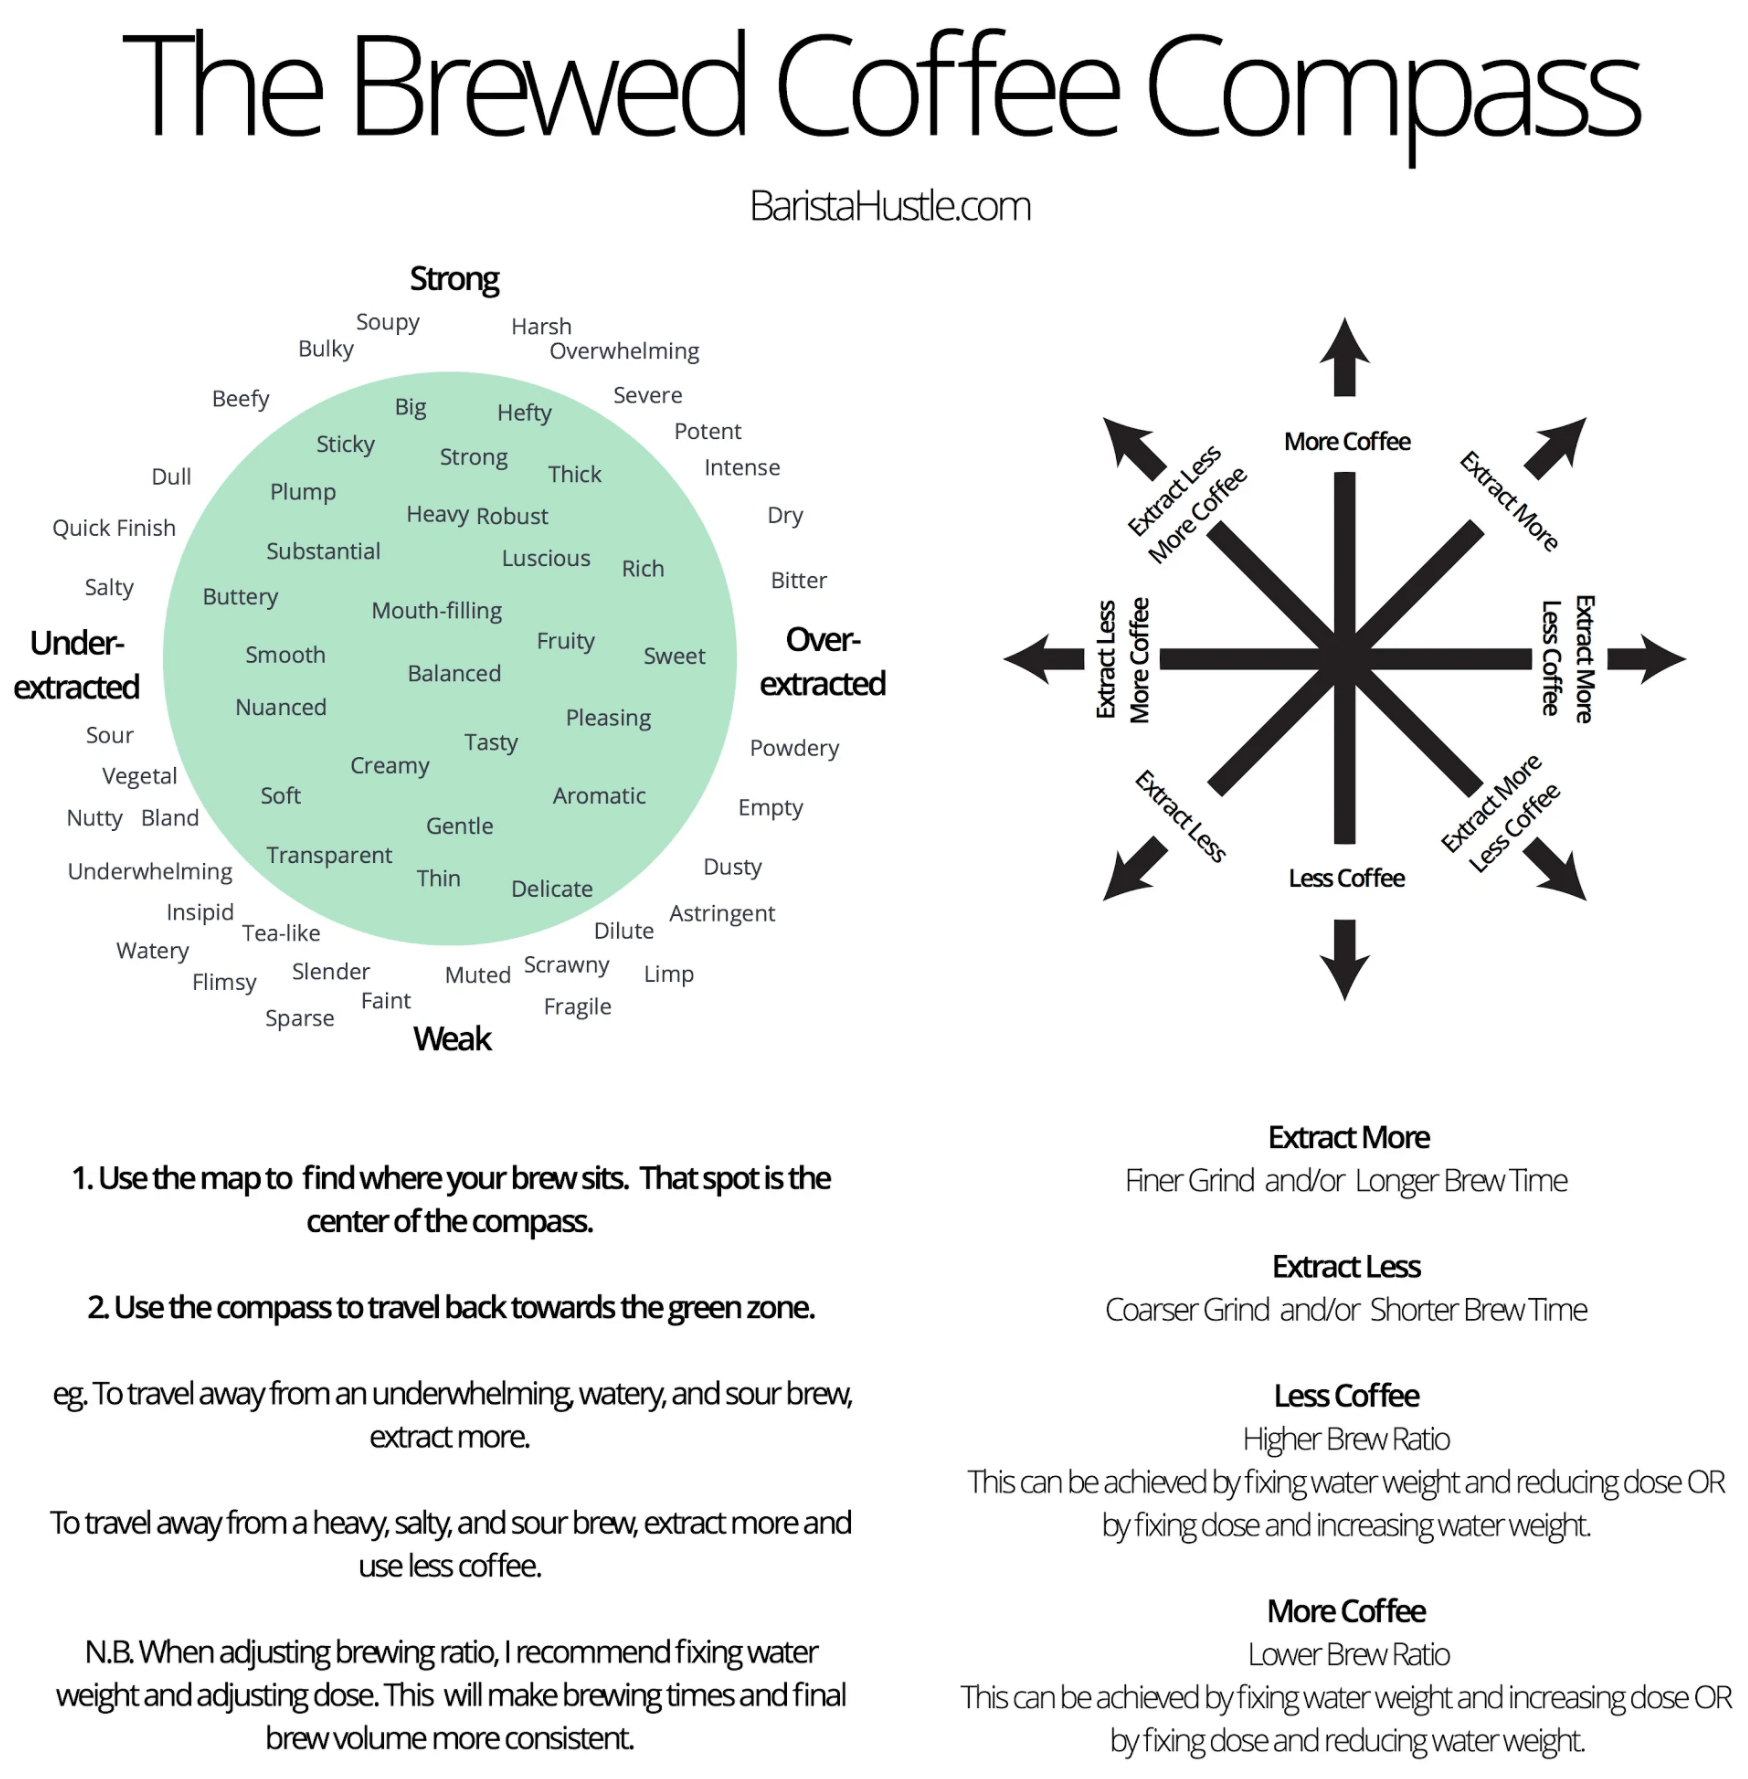 The Brewed Coffee Compass
BaristaHustle.com
Strong
Soupy
Harsh
Bulky
Overwhelming
Beefy
Severe
Big
Hefty
Potent
Sticky
Strong
Intense
Thick
Dull
Plump
Heavy
Robust
Dry
Quick Finish
Substantial
Luscious
Rich
Bitter
Salty
Buttery
Mouth-filling
Under-
extracted
Fruity
Over-
extracted
Smooth
Sweet
Balanced
Nuanced
Pleasing
Sour
Tasty
Powdery
Vegetal
Creamy
Soft
Aromatic
Empty
Nutty
Bland
Gentle
Transparent
Dusty
Underwhelming
Thin
Delicate
Insipid
Astringent
Tea-like
Dilute
Watery
Scrawny
Slender
Muted
Limp
Flimsy
Faint
Fragile
Sparse
Weak
More Coffee
Extract Less
More Coffee
Extract More
Extract Less
More Coffee
Extract More
Less Coffee
Extract Less
Extract More
Less Coffee
Less Coffee
1. Use the map to find where your brew sits. That spot is the
center of the compass.
2. Use the compass to travel back towards the green zone.
eg. To travel away from an underwhelming, watery, and sour brew,
extract more.
To travel away from a heavy, salty, and sour brew, extract more and
use less coffee.
N.B. When adjusting brewing ratio, I recommend fixing water
weight and adjusting dose. This will make brewing times and final
brew volume more consistent.
Extract More
Finer Grind and/or Longer Brew Time
Extract Less
Coarser Grind and/or Shorter Brew Time
Less Coffee
Higher Brew Ratio
This can be achieved by fixing water weight and reducing dose OR
by fixing dose and increasing water weight.
More Coffee
Lower Brew Ratio
This can be achieved by fixing water weight and increasing dose OR
by fixing dose and reducing water weight.